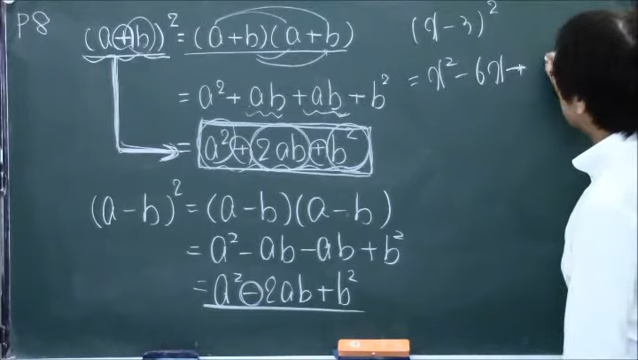 P8
(a+b)² = (a+b)(a+b)
= a² + ab + ab + b²
= a² + 2ab + b²
(a-b)² = (a-b)(a-b)
= a² - ab - ab + b²
= a² - 2ab + b²
(x-3)²
= x² - 6x +